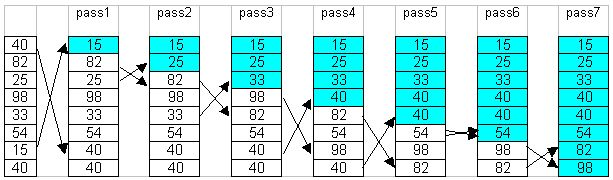 pass1 pass2 pass3 pass4 pass5 pass6 pass7
40 15 15 15 15 15 15 15
82 82 25 25 25 25 25 25
25 25 82 33 33 33 33 33
98 98 98 98 40 40 40 40
33 33 33 82 82 40 40 40
54 54 54 54 54 54 54 54
15 40 40 40 98 98 98 82
40 40 40 40 40 82 82 98